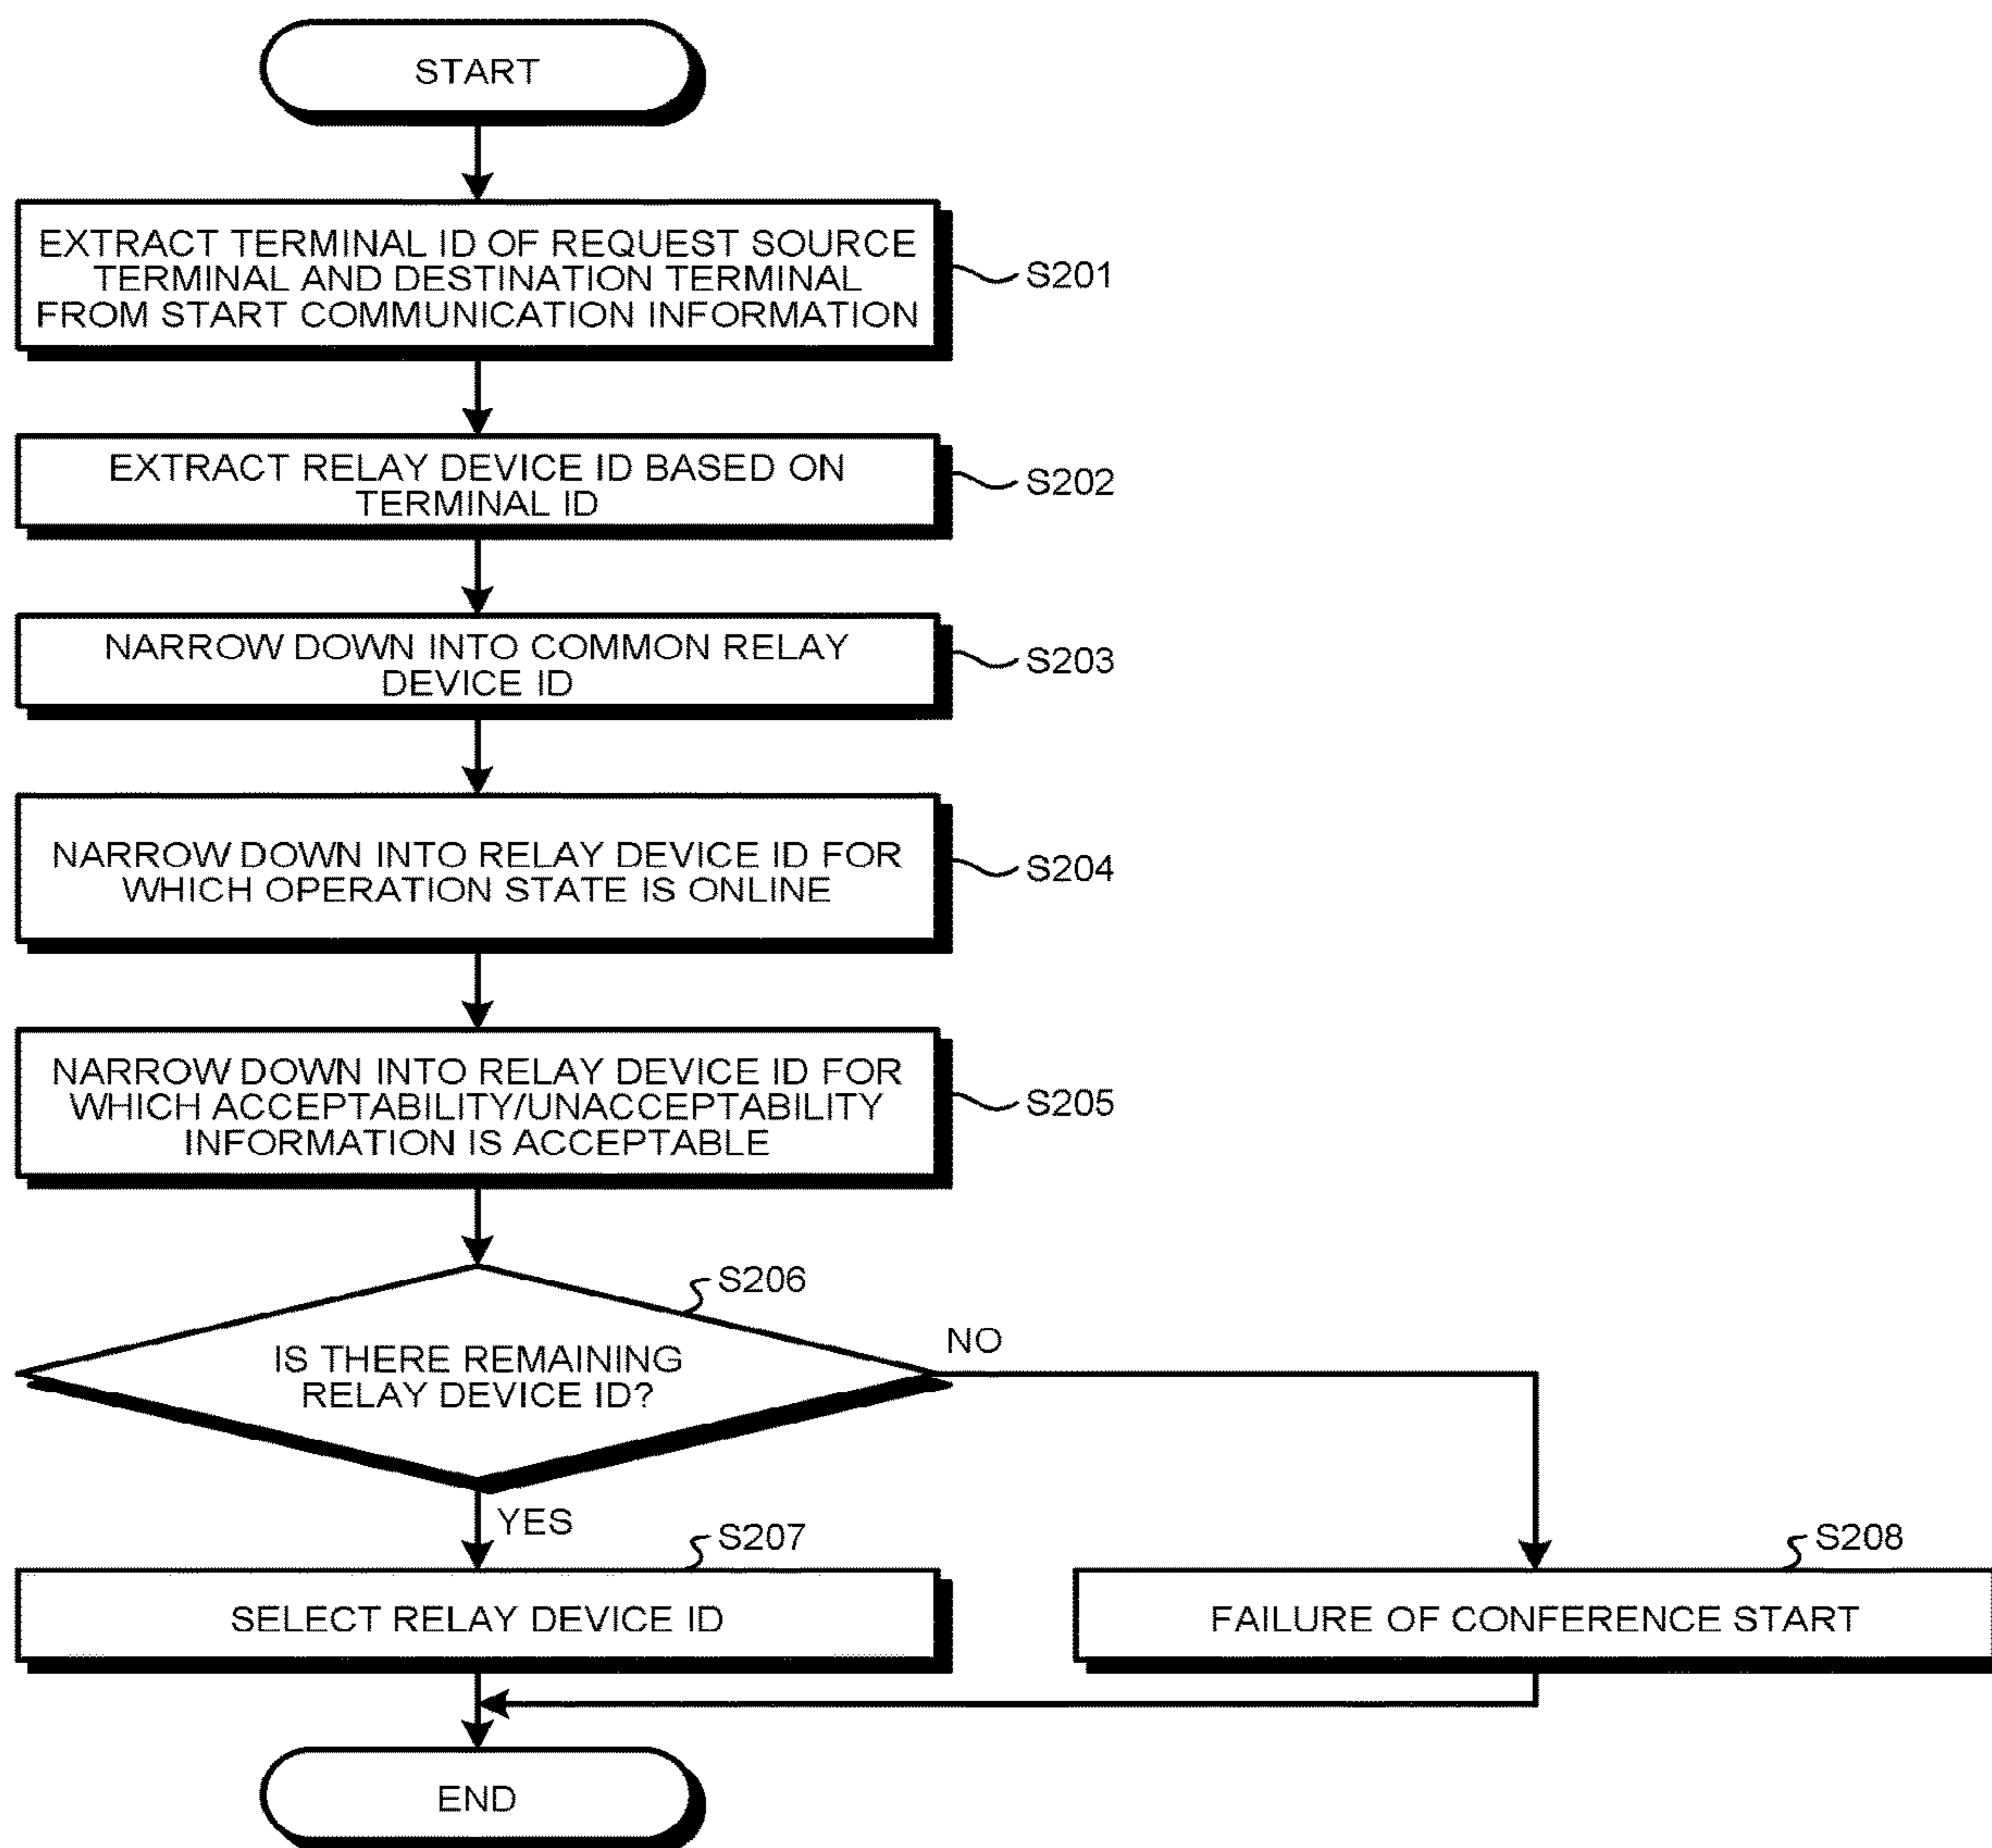 START
EXTRACT TERMINAL ID OF REQUEST SOURCE
TERMINAL AND DESTINATION TERMINAL
FROM START COMMUNICATION INFORMATION
S201
EXTRACT RELAY DEVICE ID BASED ON
TERMINAL ID
S202
NARROW DOWN INTO COMMON RELAY
DEVICE ID
S203
NARROW DOWN INTO RELAY DEVICE ID FOR
WHICH OPERATION STATE IS ONLINE
S204
NARROW DOWN INTO RELAY DEVICE ID FOR
WHICH ACCEPTABILITY/UNACCEPTABILITY
INFORMATION IS ACCEPTABLE
S205
S206
IS THERE REMAINING
RELAY DEVICE ID?
NO
YES
S207
SELECT RELAY DEVICE ID
S208
FAILURE OF CONFERENCE START
END